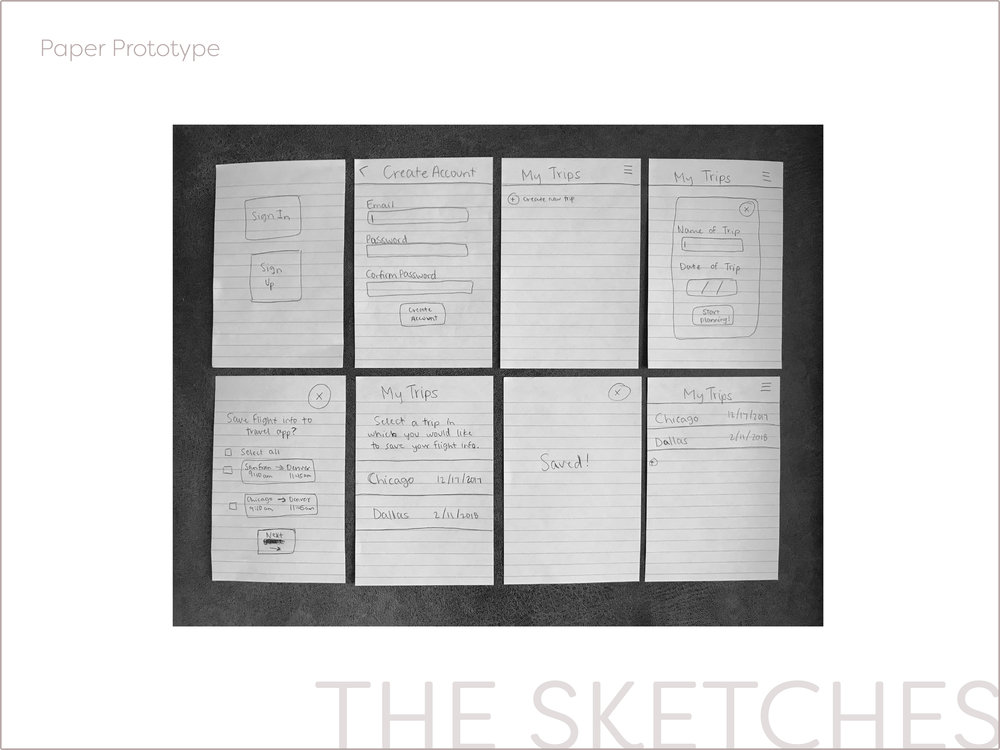 Paper Prototype
Sign In
Sign
Up
Create Account
Email
Password
Confirm Password
Create
Account
My Trips
Create new trip
My Trips
Name of Trip
Date of Trip
/ /
Start
planning!
Save flight info to
travel app?
Select all
→ Denver
9:40am 11:45am
Chicago → Denver
9:40am 11:45am
Next
→
My Trips
Select a trip in
which you would like
to save your flight info.
Chicago 12/17/2017
Dallas 2/11/2018
Saved!
My Trips
Chicago 12/17/2017
Dallas 2/11/2018
THE SKETCHES